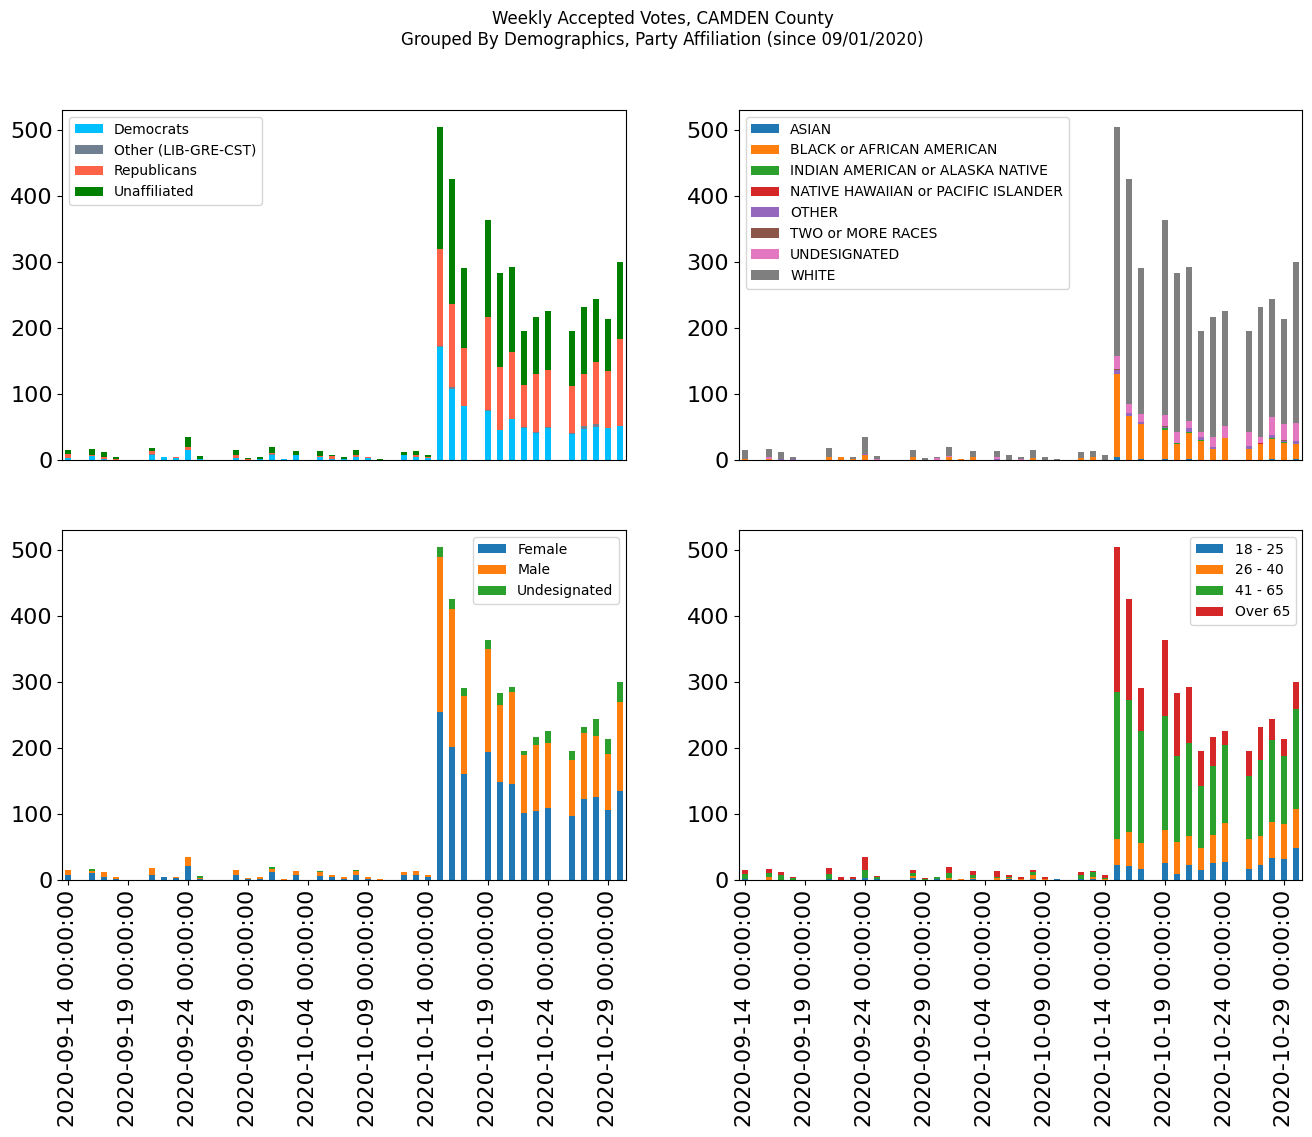 Weekly Accepted Votes, CAMDEN County
Grouped By Demographics, Party Affiliation (since 09/01/2020)
500
400
300
200
100
0
Democrats
Other (LIB-GRE-CST)
Republicans
Unaffiliated
500
400
300
200
100
0
ASIAN
BLACK or AFRICAN AMERICAN
INDIAN AMERICAN or ALASKA NATIVE
NATIVE HAWAIIAN or PACIFIC ISLANDER
OTHER
TWO or MORE RACES
UNDESIGNATED
WHITE
500
400
300
200
100
0
Female
Male
Undesignated
2020-09-14 00:00:00
2020-09-19 00:00:00
2020-09-24 00:00:00
2020-09-29 00:00:00
2020-10-04 00:00:00
2020-10-09 00:00:00
2020-10-14 00:00:00
2020-10-19 00:00:00
2020-10-24 00:00:00
2020-10-29 00:00:00
500
400
300
200
100
0
18 - 25
26 - 40
41 - 65
Over 65
2020-09-14 00:00:00
2020-09-19 00:00:00
2020-09-24 00:00:00
2020-09-29 00:00:00
2020-10-04 00:00:00
2020-10-09 00:00:00
2020-10-14 00:00:00
2020-10-19 00:00:00
2020-10-24 00:00:00
2020-10-29 00:00:00